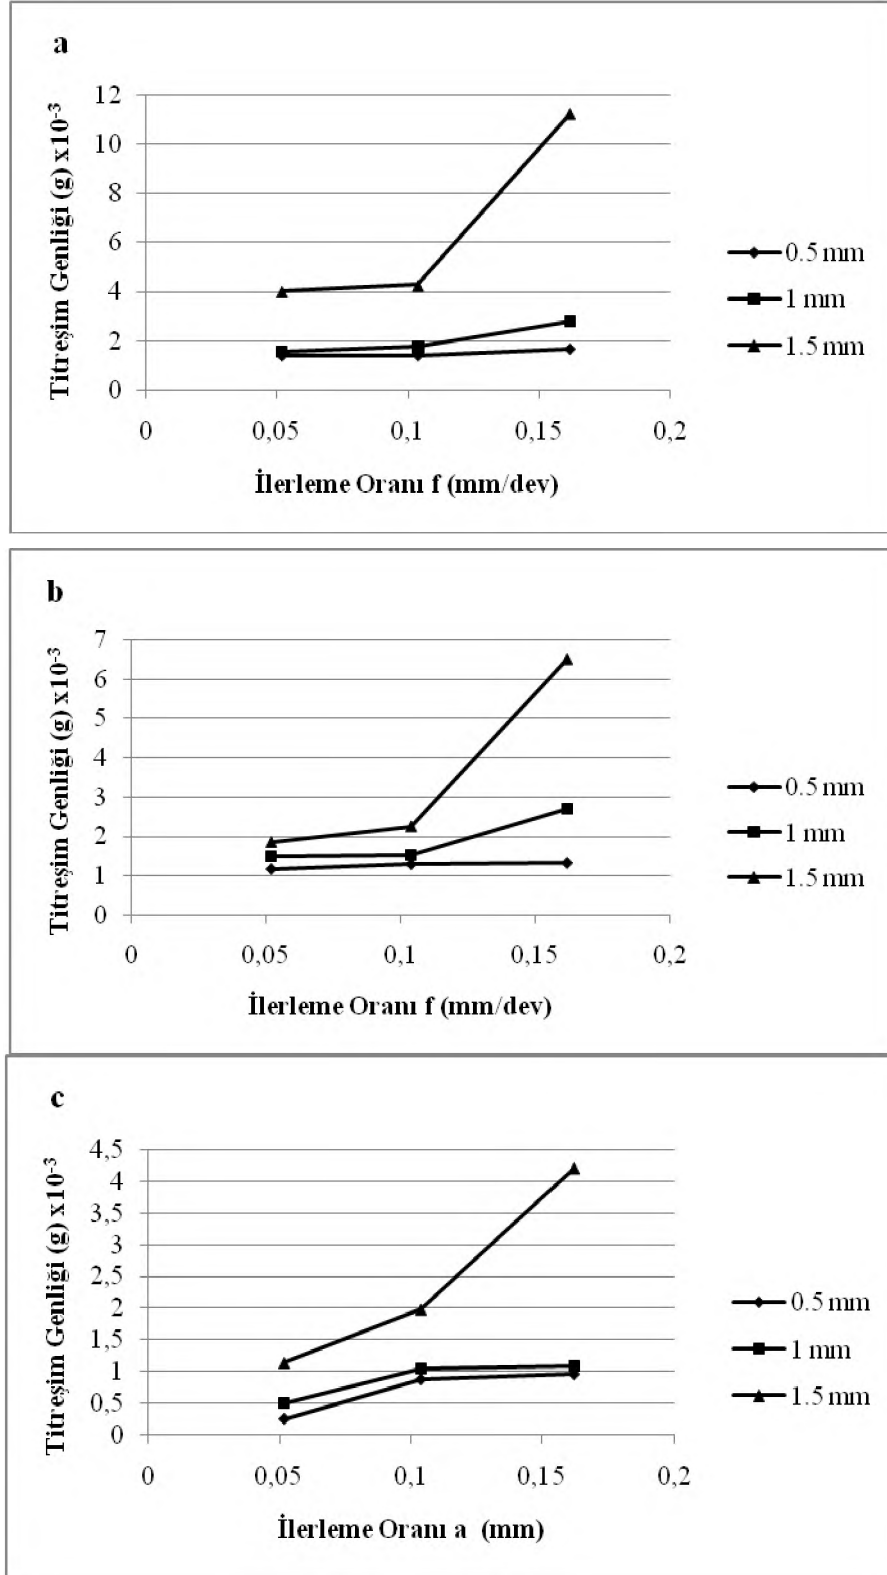 a
Titreşim Genliği (g) x10⁻³
12
10
8
6
4
2
0
0 0,05 0,1 0,15 0,2
İlerleme Oranı f (mm/dev)
0.5 mm
1 mm
1.5 mm
b
Titreşim Genliği (g) x10⁻³
7
6
5
4
3
2
1
0
0 0,05 0,1 0,15 0,2
İlerleme Oranı f (mm/dev)
0.5 mm
1 mm
1.5 mm
c
Titreşim Genliği (g) x10⁻³
4,5
4
3,5
3
2,5
2
1,5
1
0,5
0
0 0,05 0,1 0,15 0,2
İlerleme Oranı a (mm)
0.5 mm
1 mm
1.5 mm